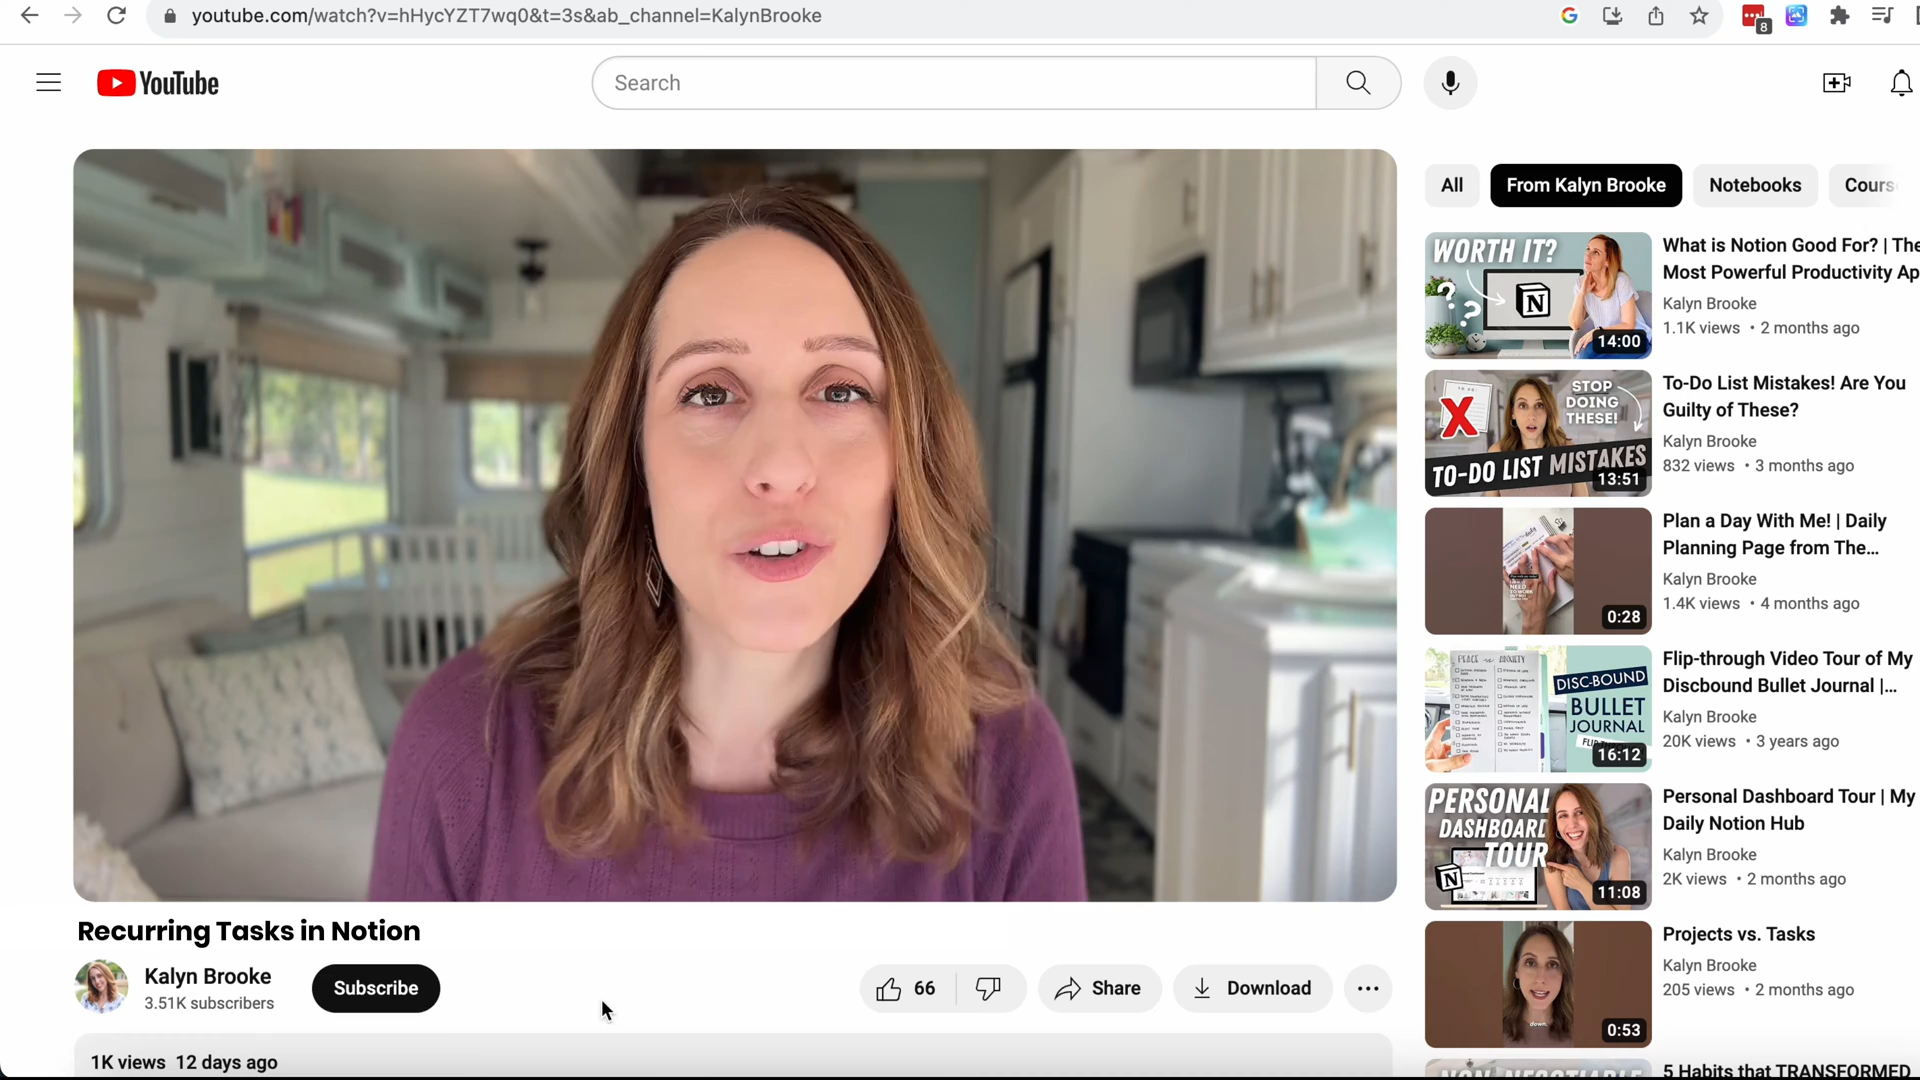 youtube.com/watch?v=hHycYZT7wq0&t=3s&ab_channel=KalynBrooke
8
YouTube
Search
All
From Kalyn Brooke
Notebooks
Cours
WORTH IT?
N
14:00
What is Notion Good For? | The
Most Powerful Productivity Ap
Kalyn Brooke
1.1K views • 2 months ago
STOP
DOING
THESE!
X
TO-DO LIST MISTAKES
13:51
To-Do List Mistakes! Are You
Guilty of These?
Kalyn Brooke
832 views • 3 months ago
0:28
Plan a Day With Me! | Daily
Planning Page from The...
Kalyn Brooke
1.4K views • 4 months ago
PEACE ANXIETY
DISC-BOUND
BULLET
JOURNAL
16:12
Flip-through Video Tour of My
Discbound Bullet Journal |...
Kalyn Brooke
20K views • 3 years ago
PERSONAL
DASHBOARD
TOUR
N
11:08
Personal Dashboard Tour | My
Daily Notion Hub
Kalyn Brooke
2K views • 2 months ago
down.
0:53
Projects vs. Tasks
Kalyn Brooke
205 views • 2 months ago
5 Habits that TRANSFORMED
Recurring Tasks in Notion
Kalyn Brooke
3.51K subscribers
Subscribe
66
Share
Download
1K views 12 days ago